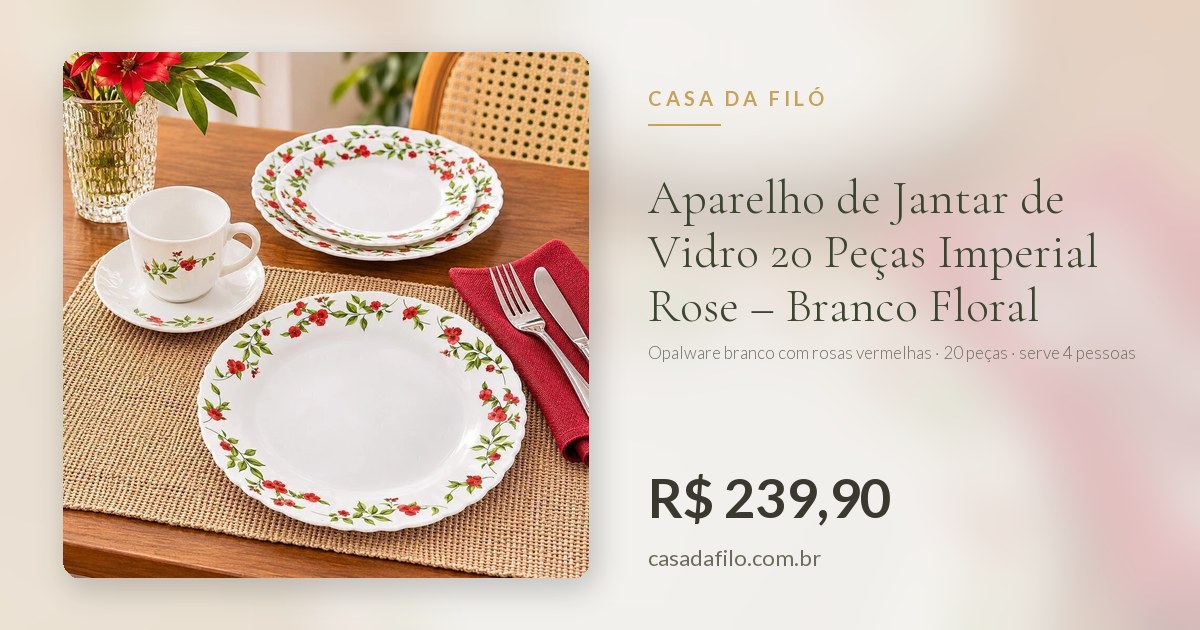 CASA DA FILÓ
Aparelho de Jantar de
Vidro 20 Peças Imperial
Rose – Branco Floral
Opalware branco com rosas vermelhas · 20 peças · serve 4 pessoas
R$ 239,90
casadafilo.com.br